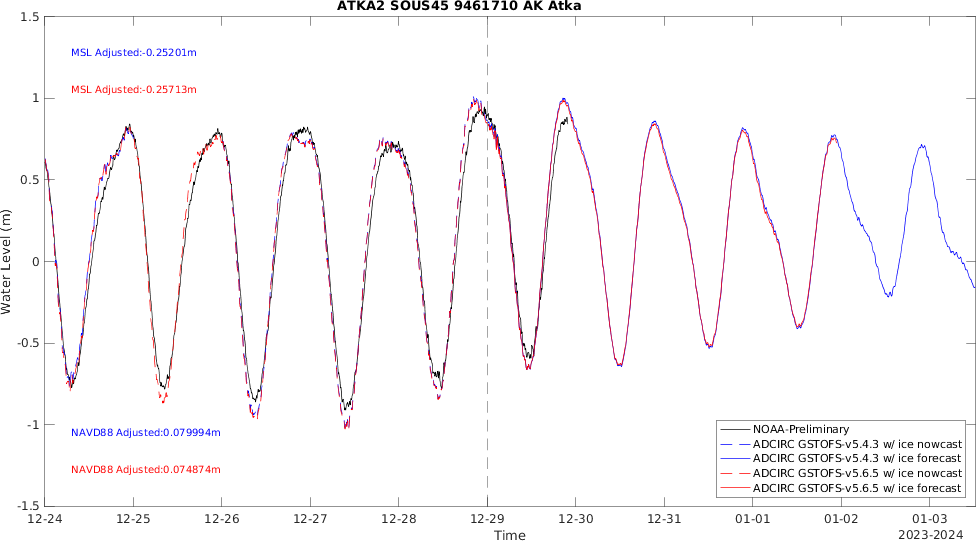 ATKA2 SOUS45 9461710 AK Atka
1.5
MSL Adjusted:-0.25201m
MSL Adjusted:-0.25713m
1
0.5
0
-0.5
-1
-1.5
Water Level (m)
NAVD88 Adjusted:0.079994m
NAVD88 Adjusted:0.074874m
NOAA-Preliminary
ADCIRC GSTOFS-v5.4.3 w/ ice nowcast
ADCIRC GSTOFS-v5.4.3 w/ ice forecast
ADCIRC GSTOFS-v5.6.5 w/ ice nowcast
ADCIRC GSTOFS-v5.6.5 w/ ice forecast
12-24 12-25 12-26 12-27 12-28 12-29 12-30 12-31 01-01 01-02 01-03
Time
2023-2024